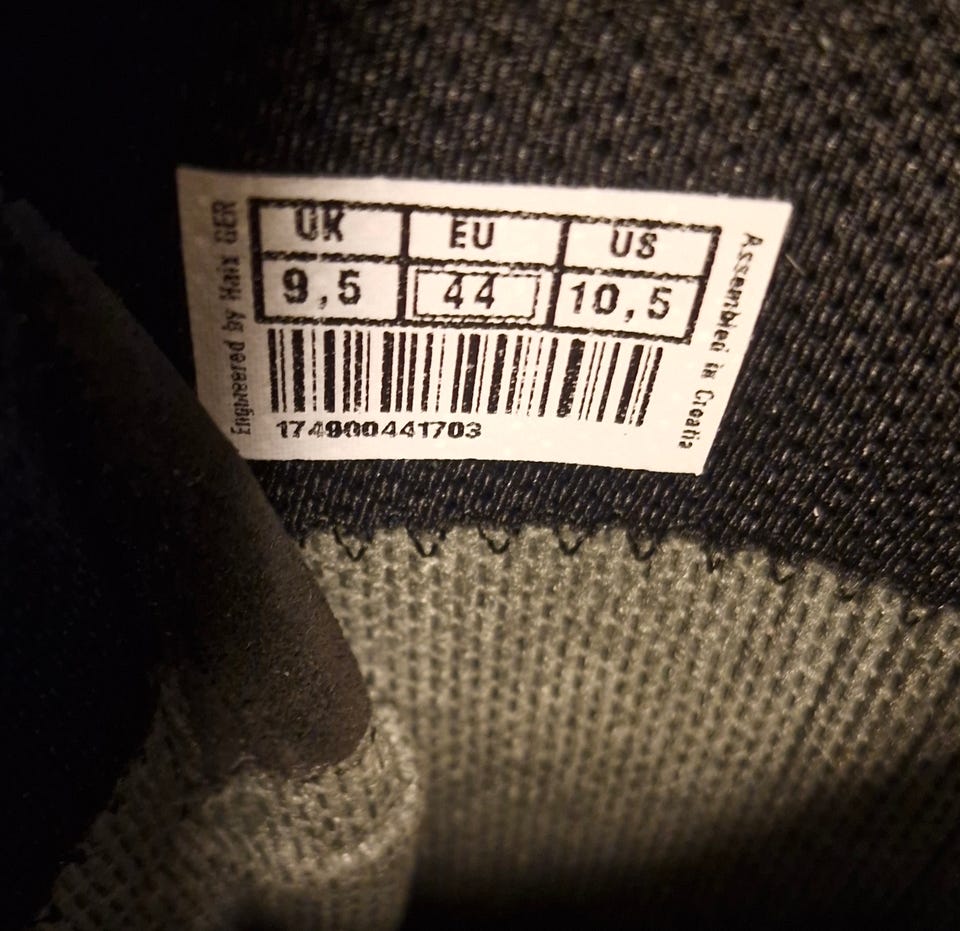 UK EU US
9,5 44 10,5
174900441703
Engineered by Haix GER
Assembled in Croatia